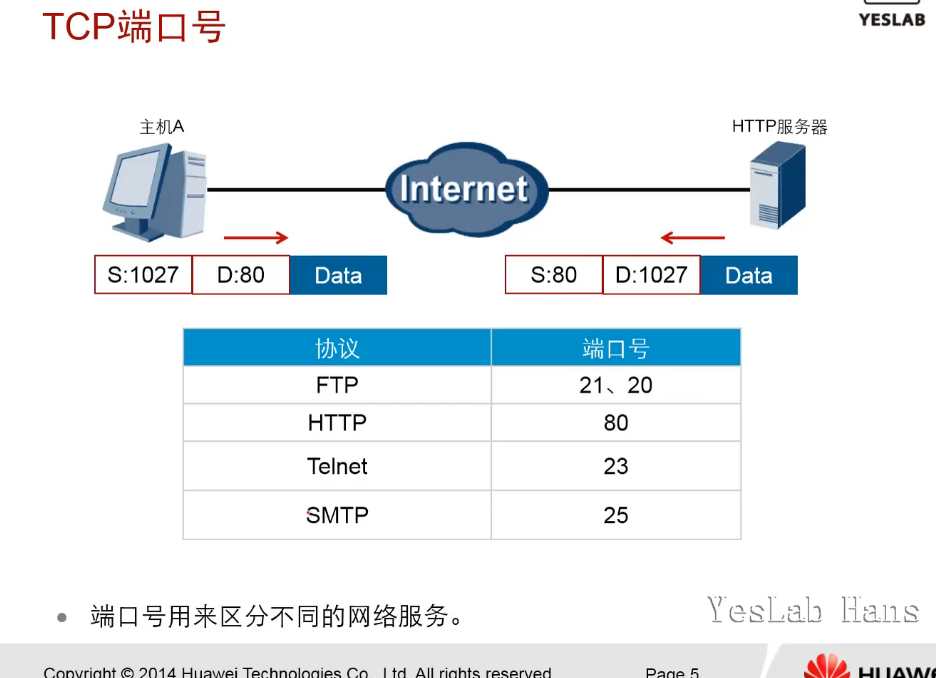 TCP端口号
YESLAB
主机A
HTTP服务器
Internet
S:1027 D:80 Data
S:80 D:1027 Data
协议 端口号
FTP 21、20
HTTP 80
Telnet 23
SMTP 25
端口号用来区分不同的网络服务。
YesLab Hans
Copyright © 2014 Huawei Technologies Co., Ltd. All rights reserved.
Page 5